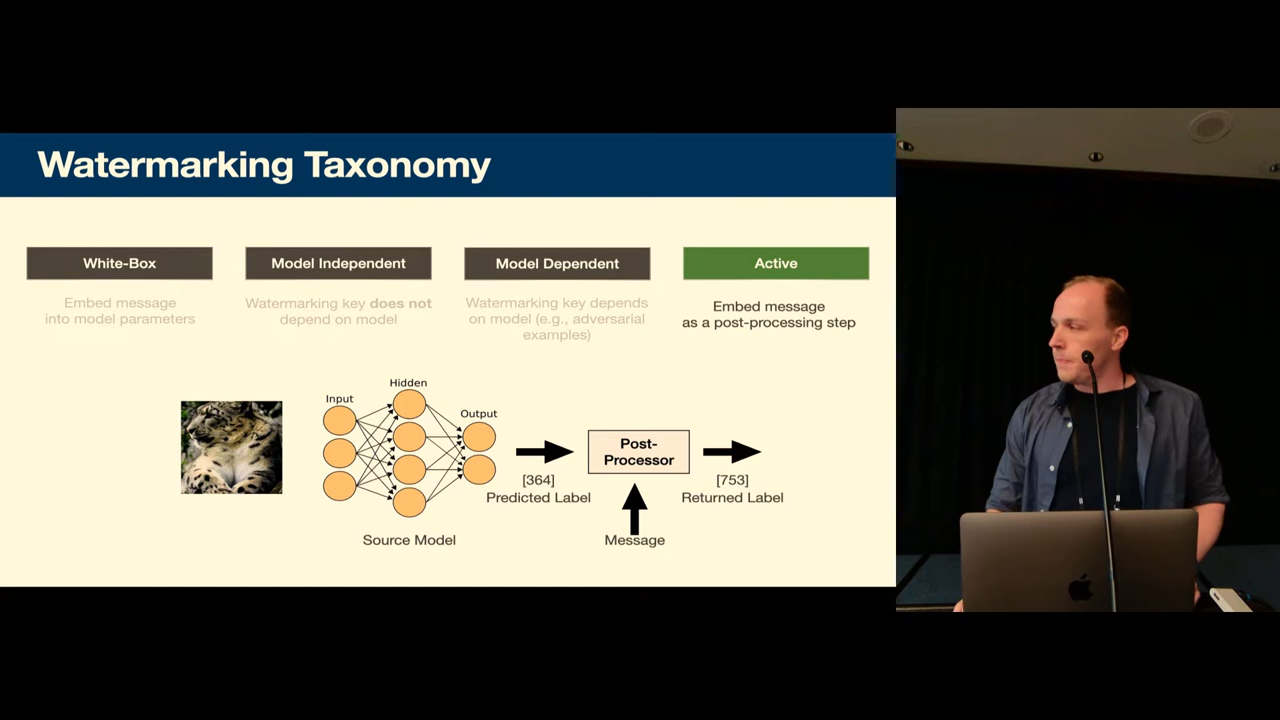 Watermarking Taxonomy
White-Box
Model Independent
Model Dependent
Active
Embed message
into model parameters
Watermarking key does not
depend on model
Watermarking key depends
on model (e.g., adversarial
examples)
Embed message
as a post-processing step
Input
Hidden
Output
Source Model
[364]
Predicted Label
Post-
Processor
Message
[753]
Returned Label